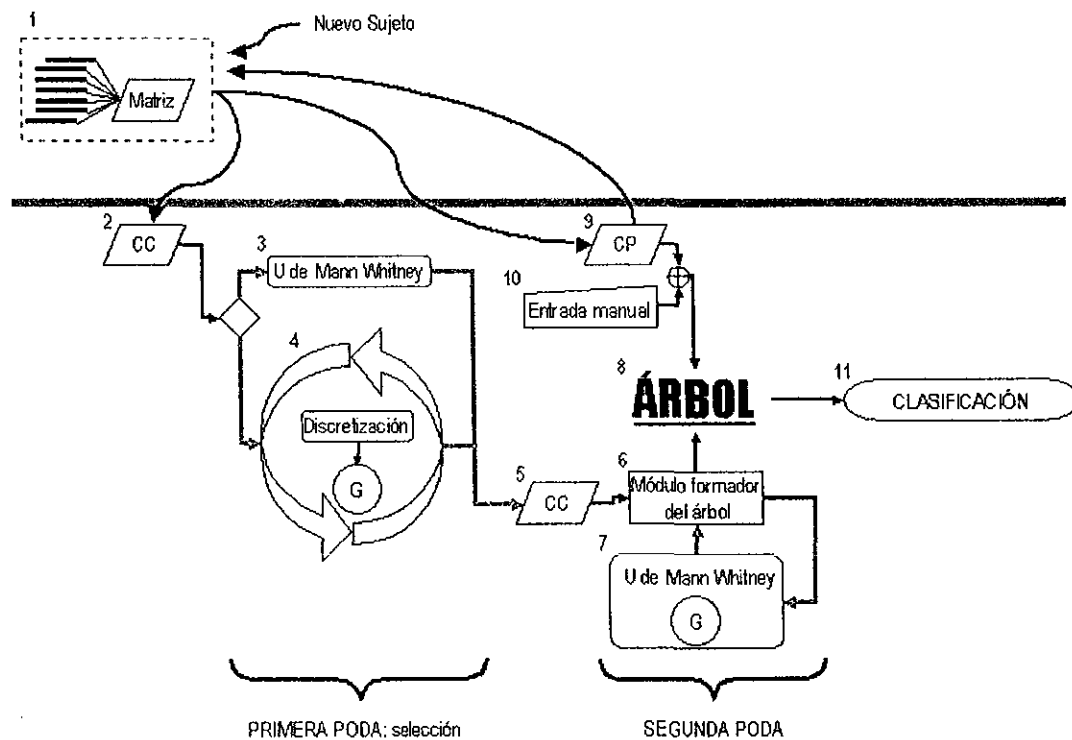 1
Nuevo Sujeto
Matriz
2
CC
3
U de Mann Whitney
9
CP
10
Entrada manual
4
Discretización
G
8
ÁRBOL
11
CLASIFICACIÓN
5
CC
6
Módulo formador
del árbol
7
U de Mann Whitney
G
PRIMERA PODA: selección
SEGUNDA PODA